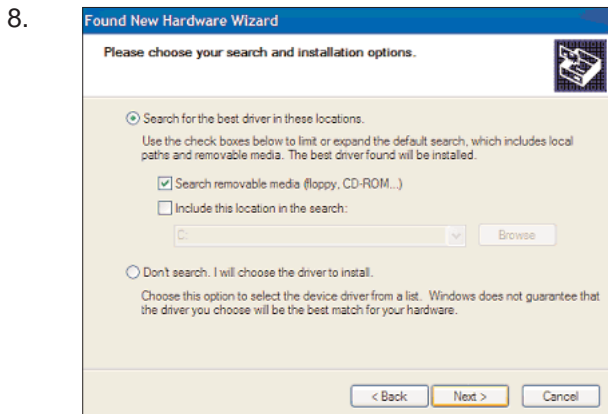 8.
Found New Hardware Wizard
Please choose your search and installation options.
Search for the best driver in these locations.
Use the check boxes below to limit or expand the default search, which includes local
paths and removable media. The best driver found will be installed.
Search removable media (floppy, CD-ROM...)
Include this location in the search:
C:
Browse
Don't search. I will choose the driver to install.
Choose this option to select the device driver from a list. Windows does not guarantee that
the driver you choose will be the best match for your hardware.
< Back
Next >
Cancel